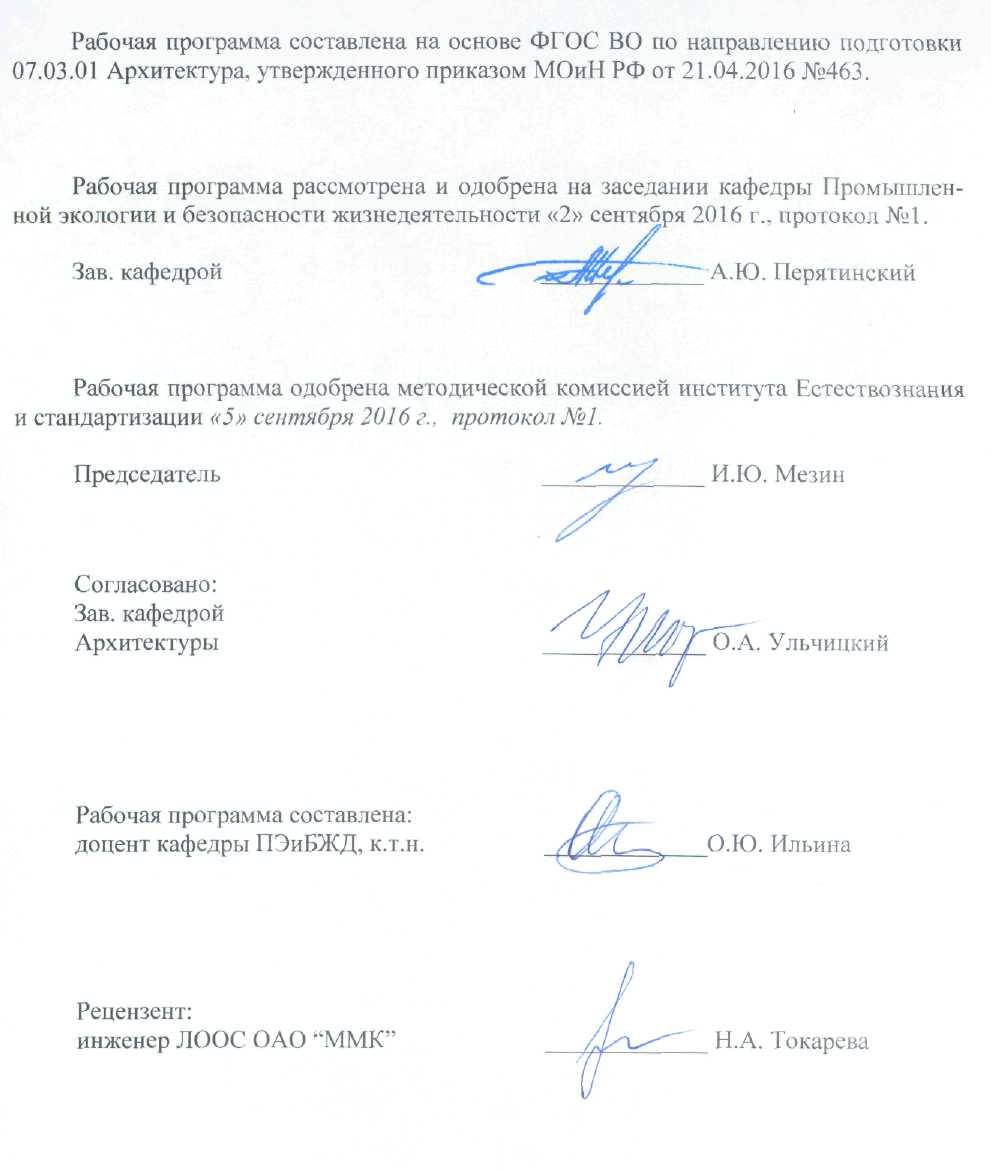 Рабочая программа составлена на основе ФГОС ВО по направлению подготовки
07.03.01 Архитектура, утвержденного приказом МОиН РФ от 21.04.2016 №463.
Рабочая программа рассмотрена и одобрена на заседании кафедры Промышлен-
ной экологии и безопасности жизнедеятельности «2» сентября 2016 г., протокол №1.
Зав. кафедрой А.Ю. Перятинский
Рабочая программа одобрена методической комиссией института Естествознания
и стандартизации «5» сентября 2016 г., протокол №1.
Председатель И.Ю. Мезин
Согласовано:
Зав. кафедрой
Архитектуры О.А. Ульчицкий
Рабочая программа составлена:
доцент кафедры ПЭиБЖД, к.т.н. О.Ю. Ильина
Рецензент:
инженер ЛООС ОАО “ММК” Н.А. Токарева